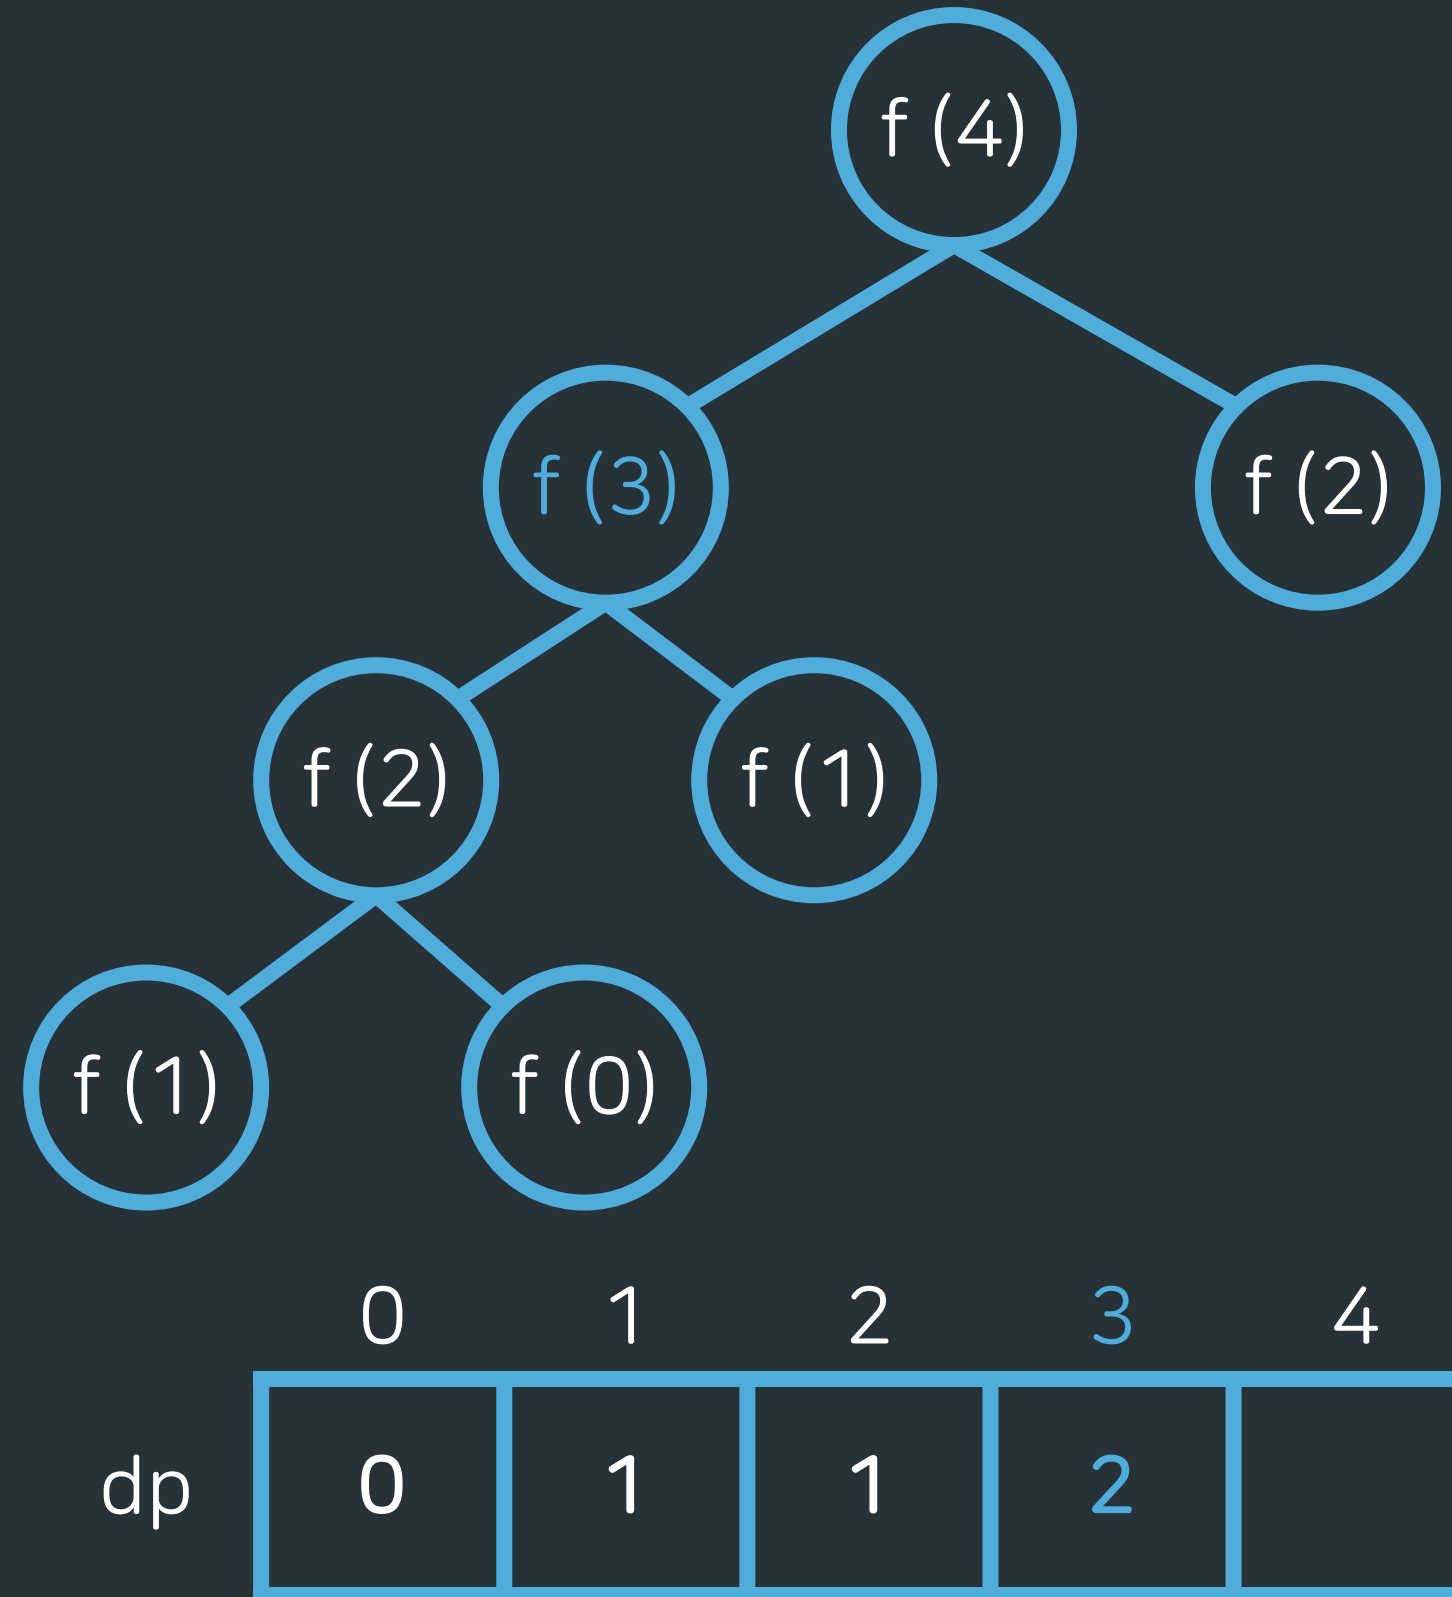 f (4)
f (3) f (2)
f (2) f (1)
f (1) f (0)
0 1 2 3 4
dp 0 1 1 2